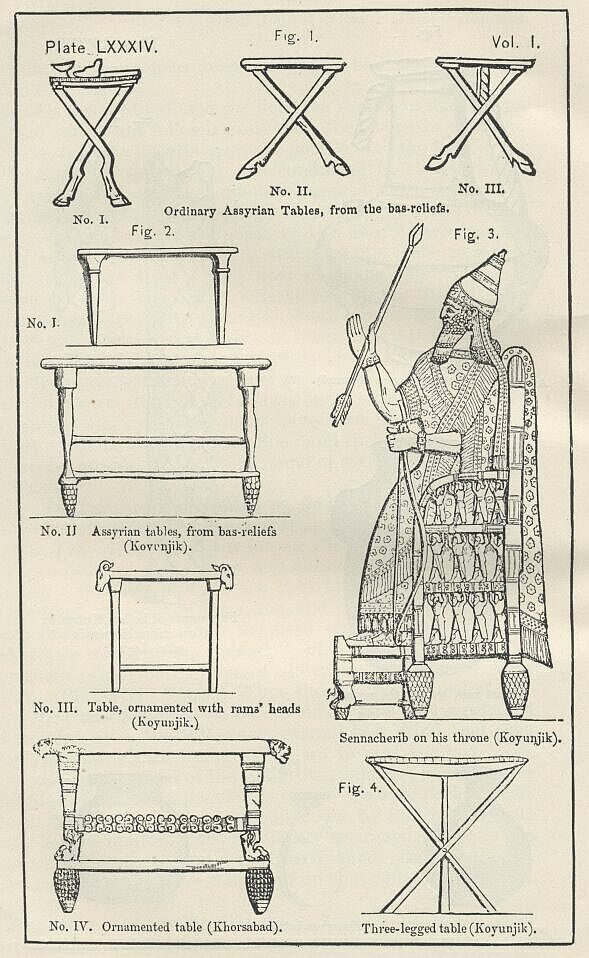 Plate LXXXIV.
Fig. 1.
Vol. I.
No. I.
No. II.
No. III.
Ordinary Assyrian Tables, from the bas-reliefs.
Fig. 2.
Fig. 3.
No. I.
No. II Assyrian tables, from bas-reliefs
(Koyunjik).
No. III. Table, ornamented with rams' heads
(Koyunjik.)
Sennacherib on his throne (Koyunjik).
Fig. 4.
No. IV. Ornamented table (Khorsabad).
Three-legged table (Koyunjik).